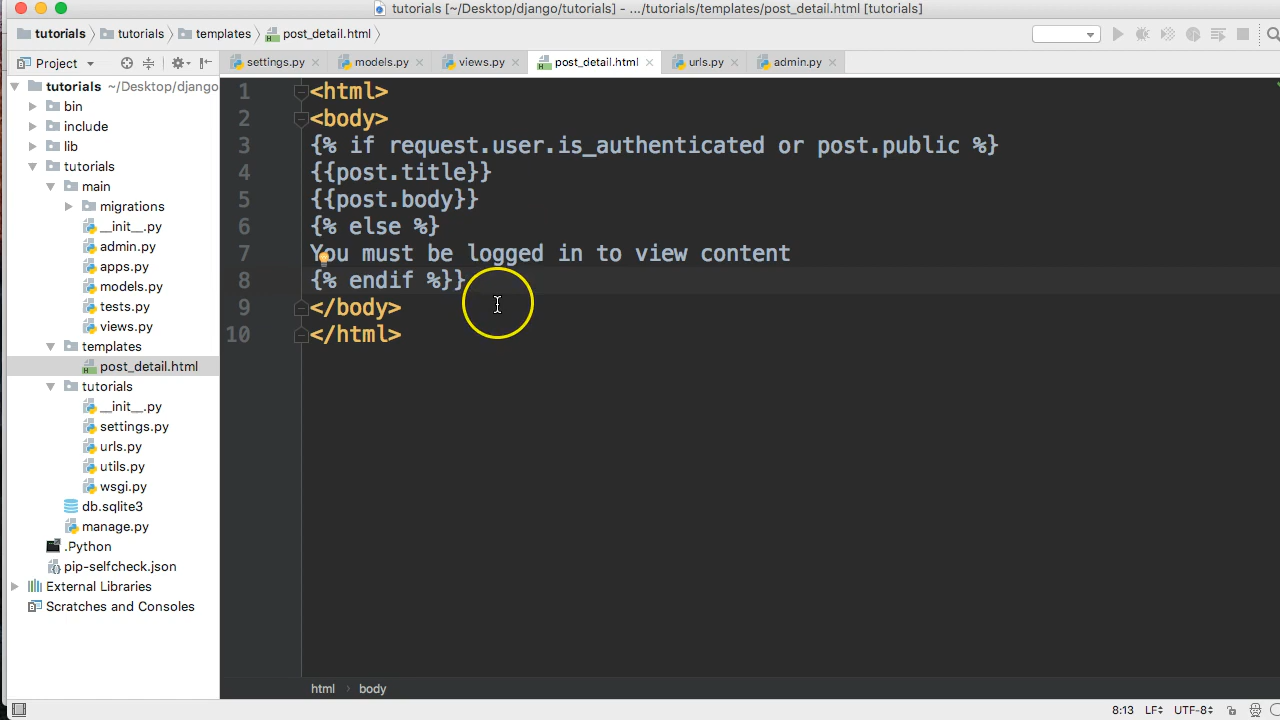 tutorials [~/Desktop/django/tutorials] - .../tutorials/templates/post_detail.html [tutorials]
tutorials tutorials templates post_detail.html
Project
settings.py models.py views.py post_detail.html urls.py admin.py
tutorials ~/Desktop/django
bin
include
lib
tutorials
main
migrations
__init__.py
admin.py
apps.py
models.py
tests.py
views.py
templates
post_detail.html
tutorials
__init__.py
settings.py
urls.py
utils.py
wsgi.py
db.sqlite3
manage.py
.Python
pip-selfcheck.json
External Libraries
Scratches and Consoles
1 <html>
2 <body>
3 {% if request.user.is_authenticated or post.public %}
4 {{post.title}}
5 {{post.body}}
6 {% else %}
7 You must be logged in to view content
8 {% endif %}}
9 </body>
10 </html>
html body
8:13 LF UTF-8